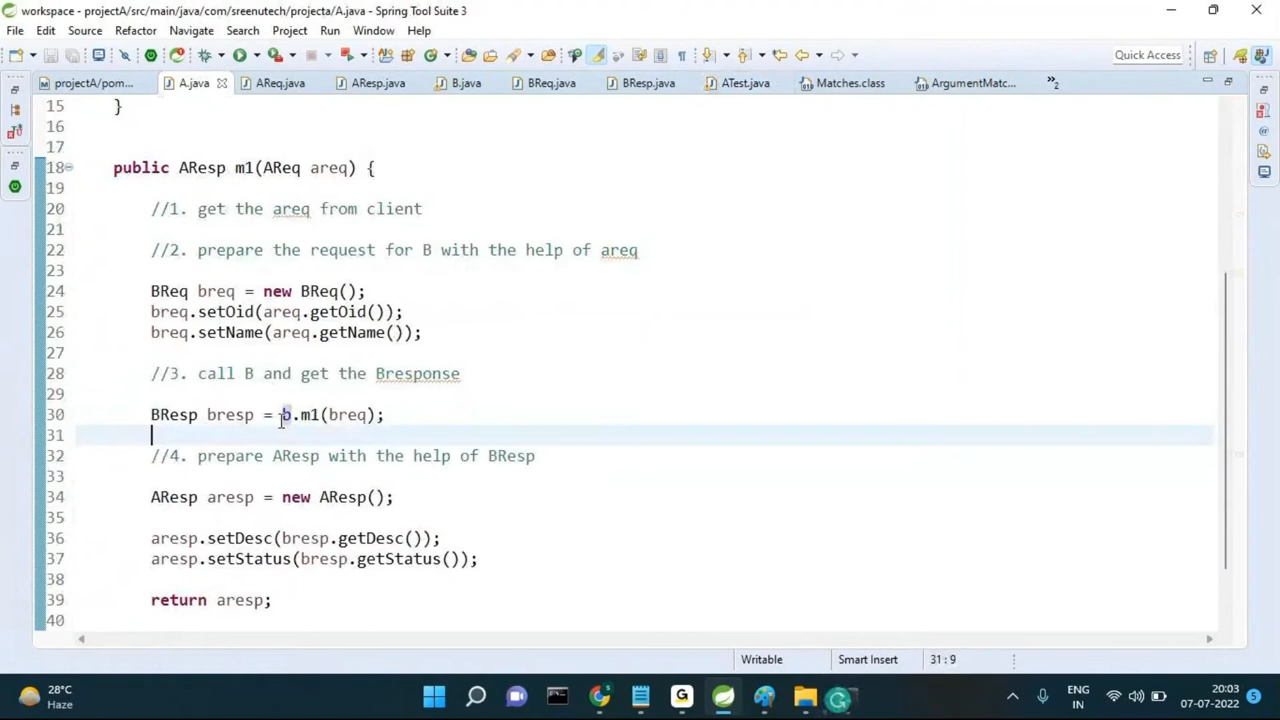 workspace - projectA/src/main/java/com/sreenutech/projecta/A.java - Spring Tool Suite 3
File Edit Source Refactor Navigate Search Project Run Window Help
Quick Access
projectA/pom... A.java AReq.java AResp.java B.java BReq.java BResp.java ATest.java Matches.class ArgumentMatc... »2
15 }
16
17
18 public AResp m1(AReq areq) {
19
20 //1. get the areq from client
21
22 //2. prepare the request for B with the help of areq
23
24 BReq breq = new BReq();
25 breq.setOid(areq.getOid());
26 breq.setName(areq.getName());
27
28 //3. call B and get the Bresponse
29
30 BResp bresp = b.m1(breq);
31
32 //4. prepare AResp with the help of BResp
33
34 AResp aresp = new AResp();
35
36 aresp.setDesc(bresp.getDesc());
37 aresp.setStatus(bresp.getStatus());
38
39 return aresp;
40
Writable Smart Insert 31 : 9
28°C
Haze
ENG
IN
20:03
07-07-2022
5